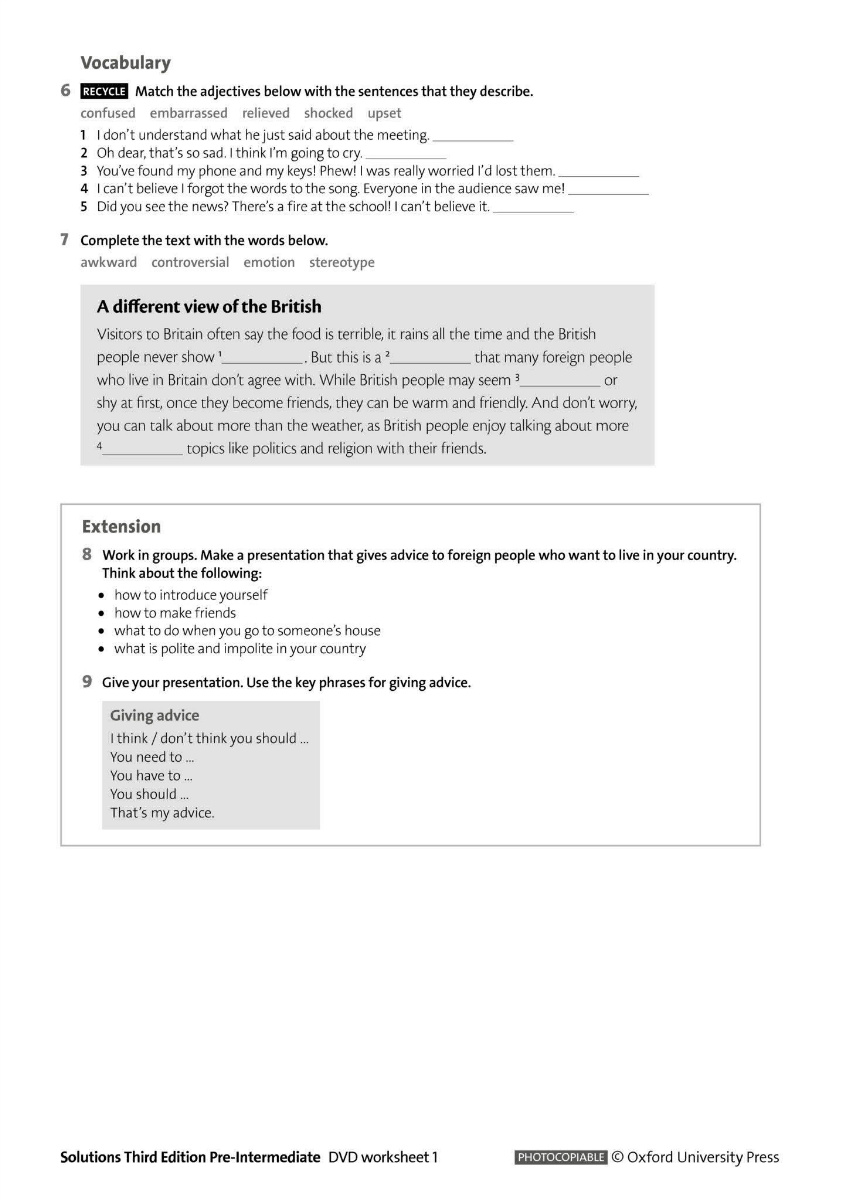 Vocabulary
6 RECYCLE Match the adjectives below with the sentences that they describe.
confused embarrassed relieved shocked upset
1 I don't understand what he just said about the meeting. ___________
2 Oh dear, that's so sad. I think I'm going to cry. ___________
3 You've found my phone and my keys! Phew! I was really worried I'd lost them. ___________
4 I can't believe I forgot the words to the song. Everyone in the audience saw me! ___________
5 Did you see the news? There's a fire at the school! I can't believe it. ___________
7 Complete the text with the words below.
awkward controversial emotion stereotype
A different view of the British
Visitors to Britain often say the food is terrible, it rains all the time and the British
people never show ¹___________. But this is a ²___________ that many foreign people
who live in Britain don't agree with. While British people may seem ³___________ or
shy at first, once they become friends, they can be warm and friendly. And don't worry,
you can talk about more than the weather, as British people enjoy talking about more
⁴___________ topics like politics and religion with their friends.
Extension
8 Work in groups. Make a presentation that gives advice to foreign people who want to live in your country.
Think about the following:
• how to introduce yourself
• how to make friends
• what to do when you go to someone's house
• what is polite and impolite in your country
9 Give your presentation. Use the key phrases for giving advice.
Giving advice
I think / don't think you should ...
You need to ...
You have to ...
You should ...
That's my advice.
Solutions Third Edition Pre-Intermediate DVD worksheet 1 PHOTOCOPIABLE © Oxford University Press